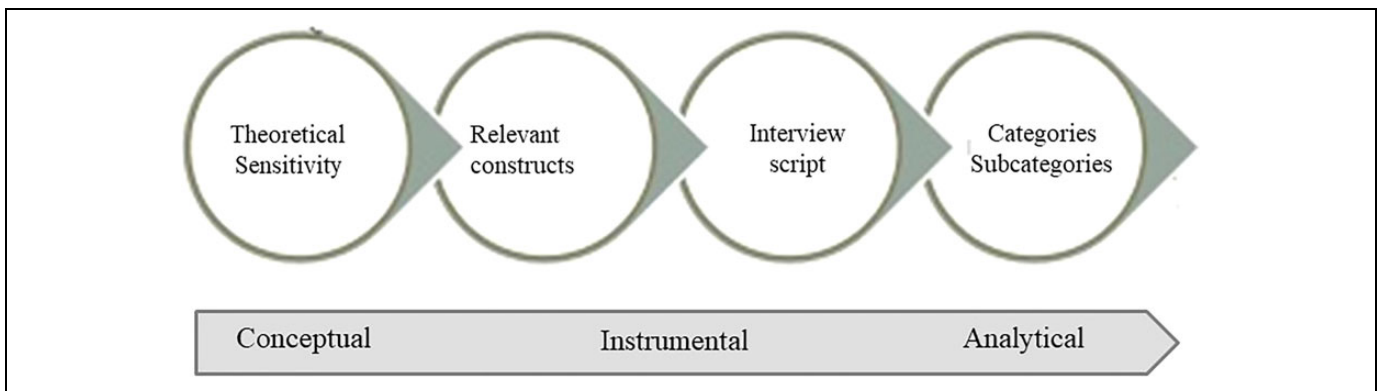 Theoretical
Sensitivity
Relevant
constructs
Interview
script
Categories
Subcategories
Conceptual
Instrumental
Analytical